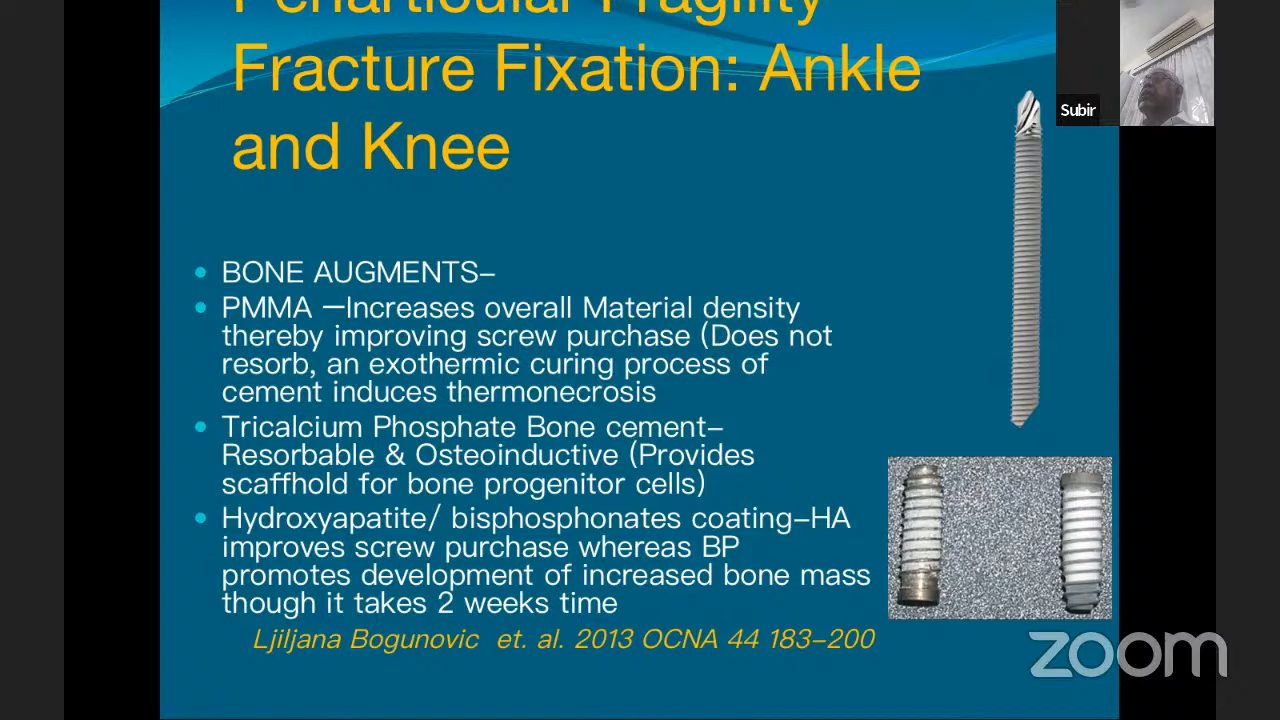 Periarticular Fragility
Fracture Fixation: Ankle
and Knee
Subir
BONE AUGMENTS–
PMMA –Increases overall Material density
thereby improving screw purchase (Does not
resorb, an exothermic curing process of
cement induces thermonecrosis
Tricalcium Phosphate Bone cement–
Resorbable & Osteoinductive (Provides
scaffhold for bone progenitor cells)
Hydroxyapatite/ bisphosphonates coating–HA
improves screw purchase whereas BP
promotes development of increased bone mass
though it takes 2 weeks time
Ljiljana Bogunovic et. al. 2013 OCNA 44 183–200
zoom